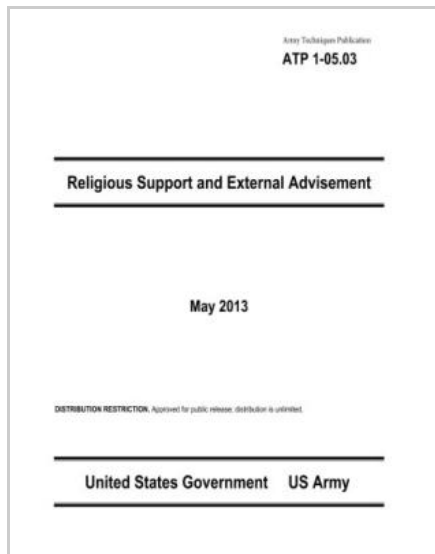 Army Techniques Publication
ATP 1-05.03
Religious Support and External Advisement
May 2013
DISTRIBUTION RESTRICTION. Approved for public release; distribution is unlimited.
United States Government US Army